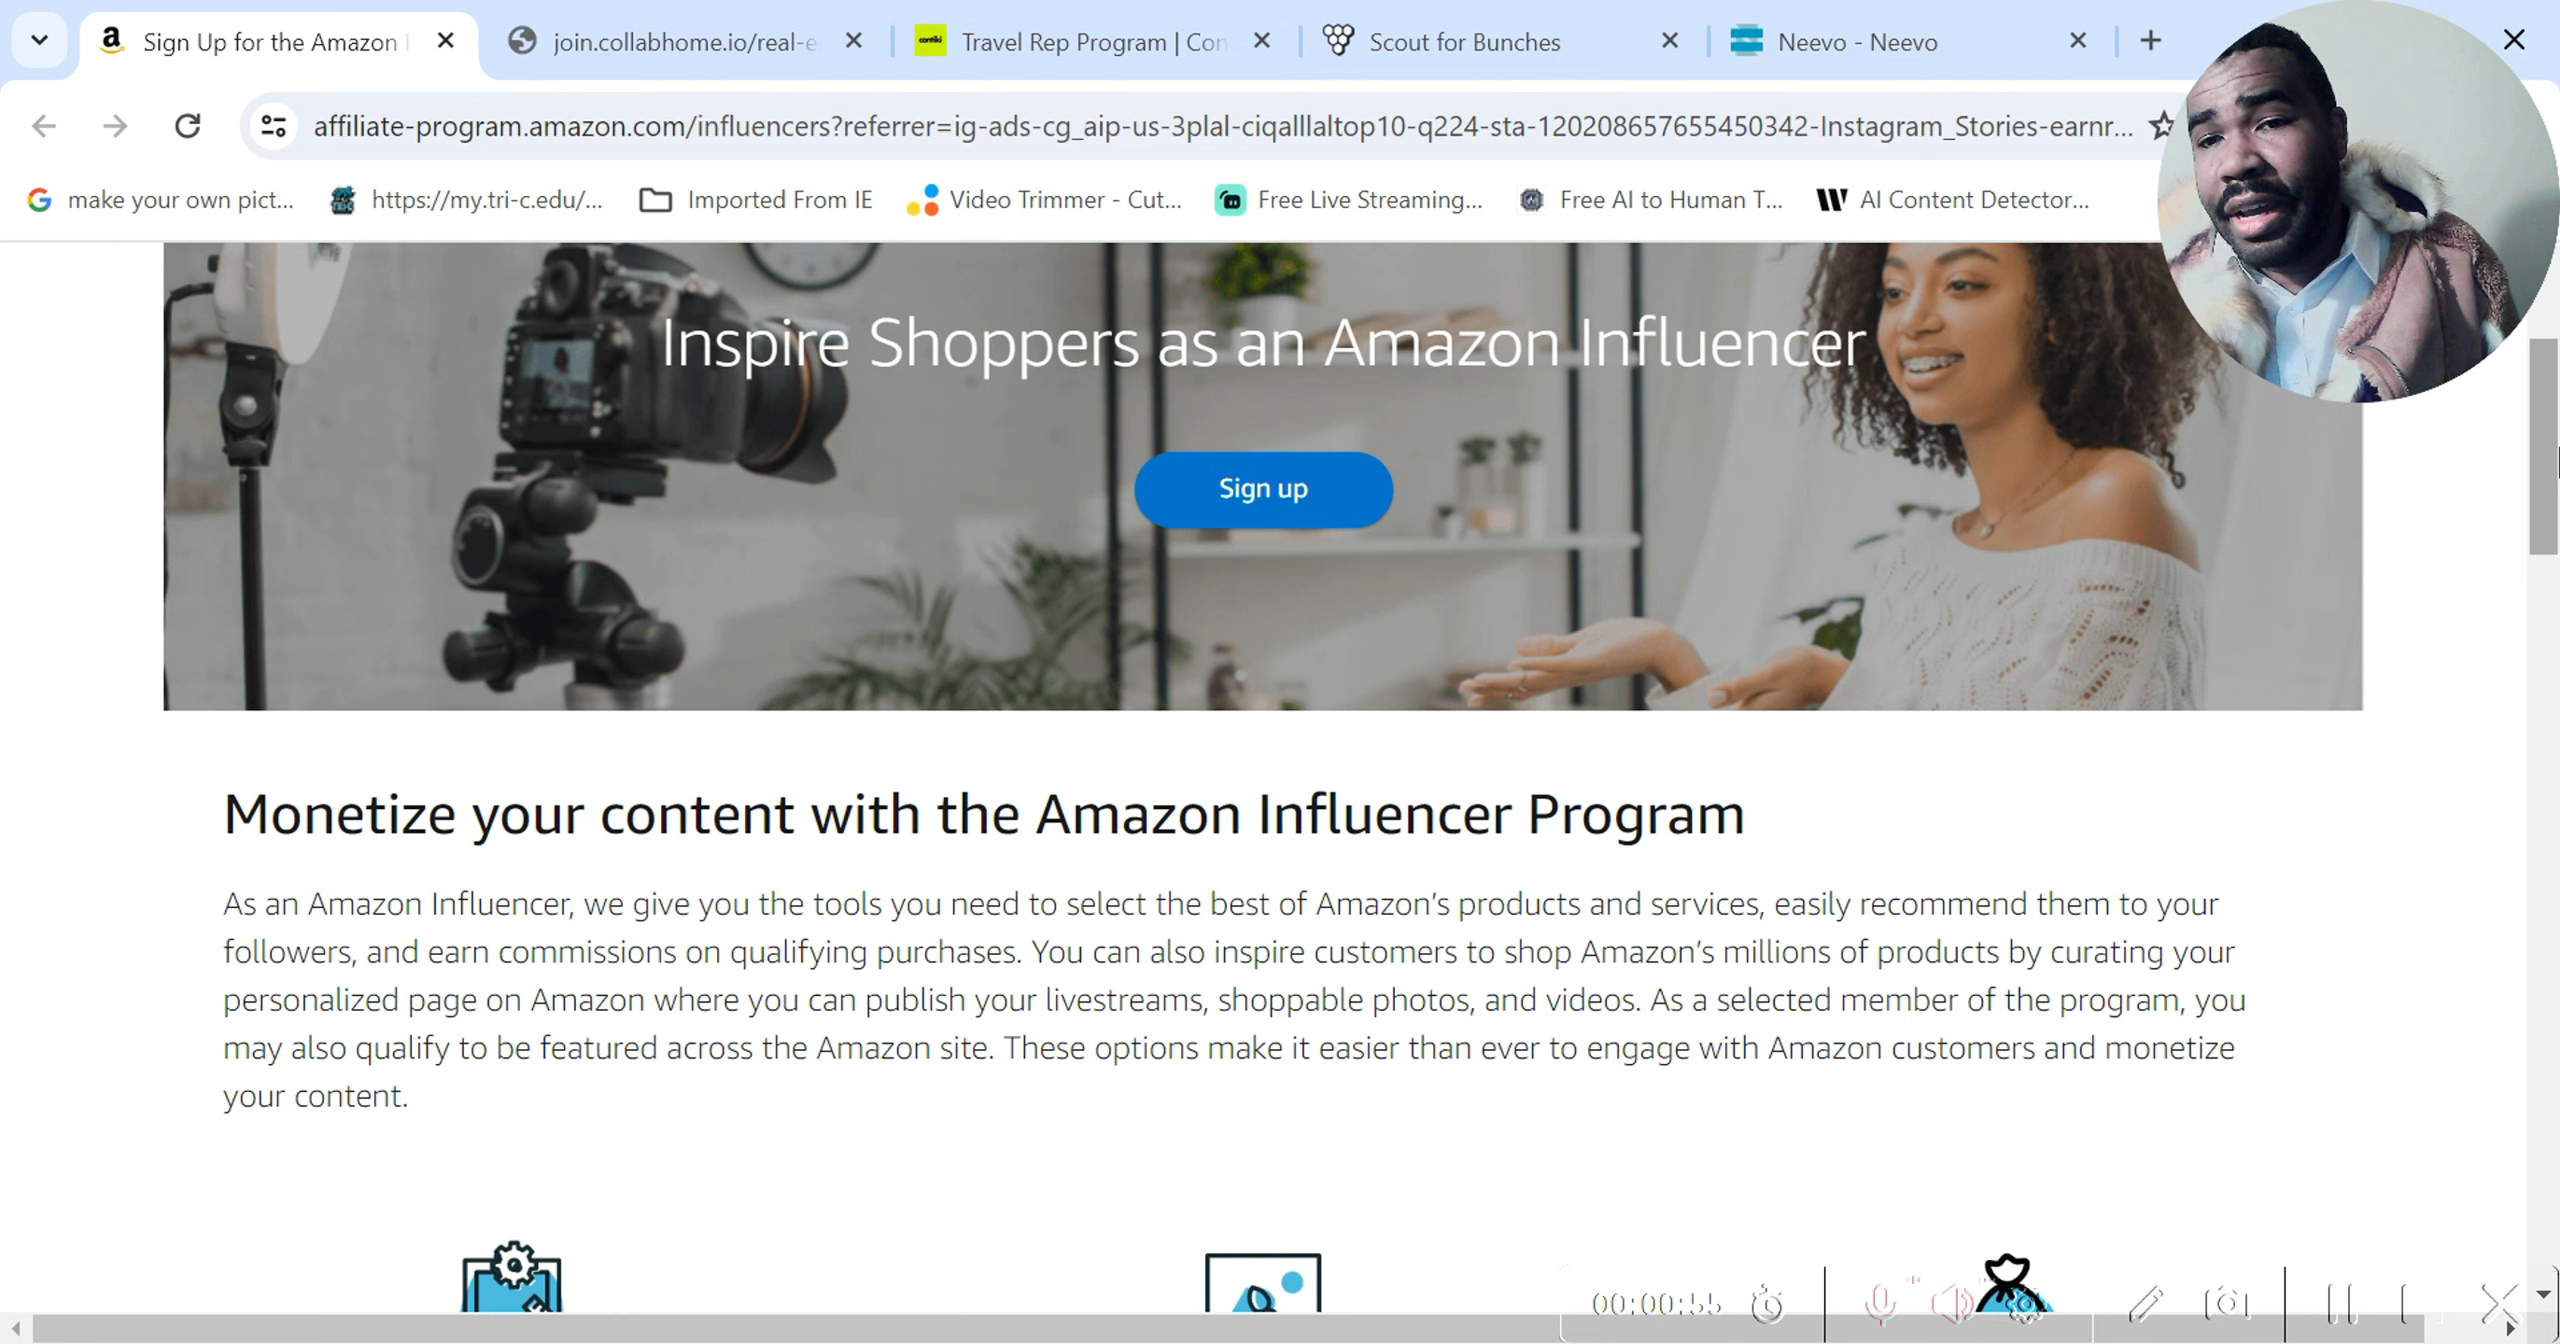 Sign Up for the Amazon
join.collabhome.io/real-e
contiki
Travel Rep Program | Con
Scout for Bunches
Neevo - Neevo
affiliate-program.amazon.com/influencers?referrer=ig-ads-cg_aip-us-3plal-ciqalllaltop10-q224-sta-120208657655450342-Instagram_Stories-earnr...
make your own pict...
https://my.tri-c.edu/...
Imported From IE
Video Trimmer - Cut...
Free Live Streaming...
Free AI to Human T...
AI Content Detector...
Inspire Shoppers as an Amazon Influencer
Sign up
Monetize your content with the Amazon Influencer Program
As an Amazon Influencer, we give you the tools you need to select the best of Amazon’s products and services, easily recommend them to your
followers, and earn commissions on qualifying purchases. You can also inspire customers to shop Amazon’s millions of products by curating your
personalized page on Amazon where you can publish your livestreams, shoppable photos, and videos. As a selected member of the program, you
may also qualify to be featured across the Amazon site. These options make it easier than ever to engage with Amazon customers and monetize
your content.
00:00:55